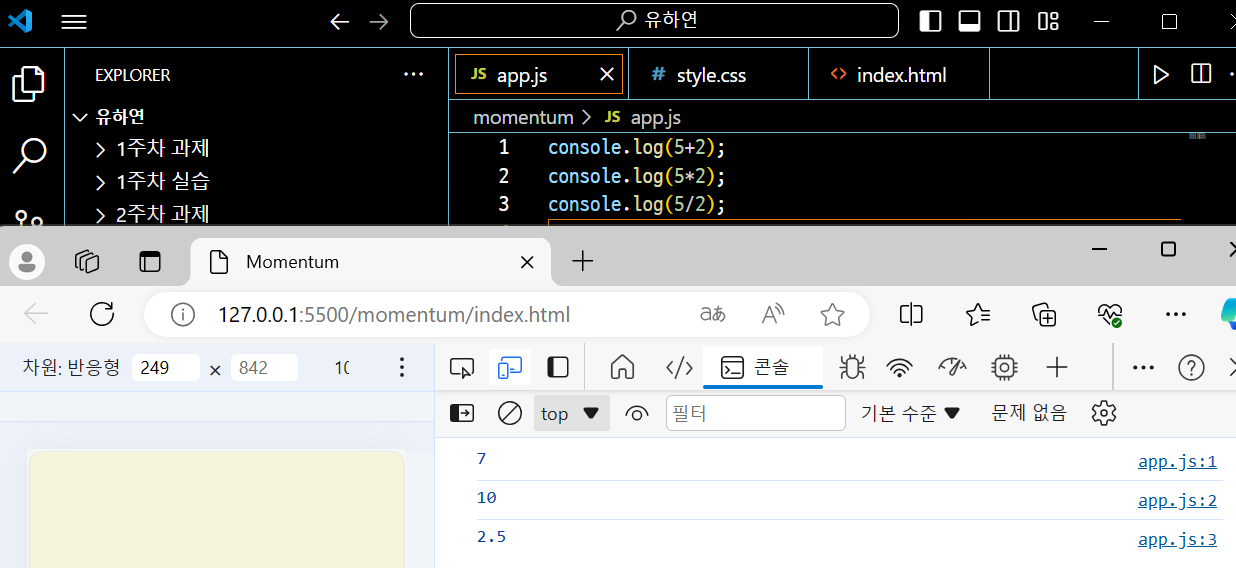 유하연
EXPLORER
유하연
1주차 과제
1주차 실습
2주차 과제
JS app.js
# style.css
<> index.html
momentum > JS app.js
1 console.log(5+2);
2 console.log(5*2);
3 console.log(5/2);
Momentum
127.0.0.1:5500/momentum/index.html
aあ A
차원: 반응형 249 × 842
콘솔
top
필터
기본 수준
문제 없음
7 app.js:1
10 app.js:2
2.5 app.js:3